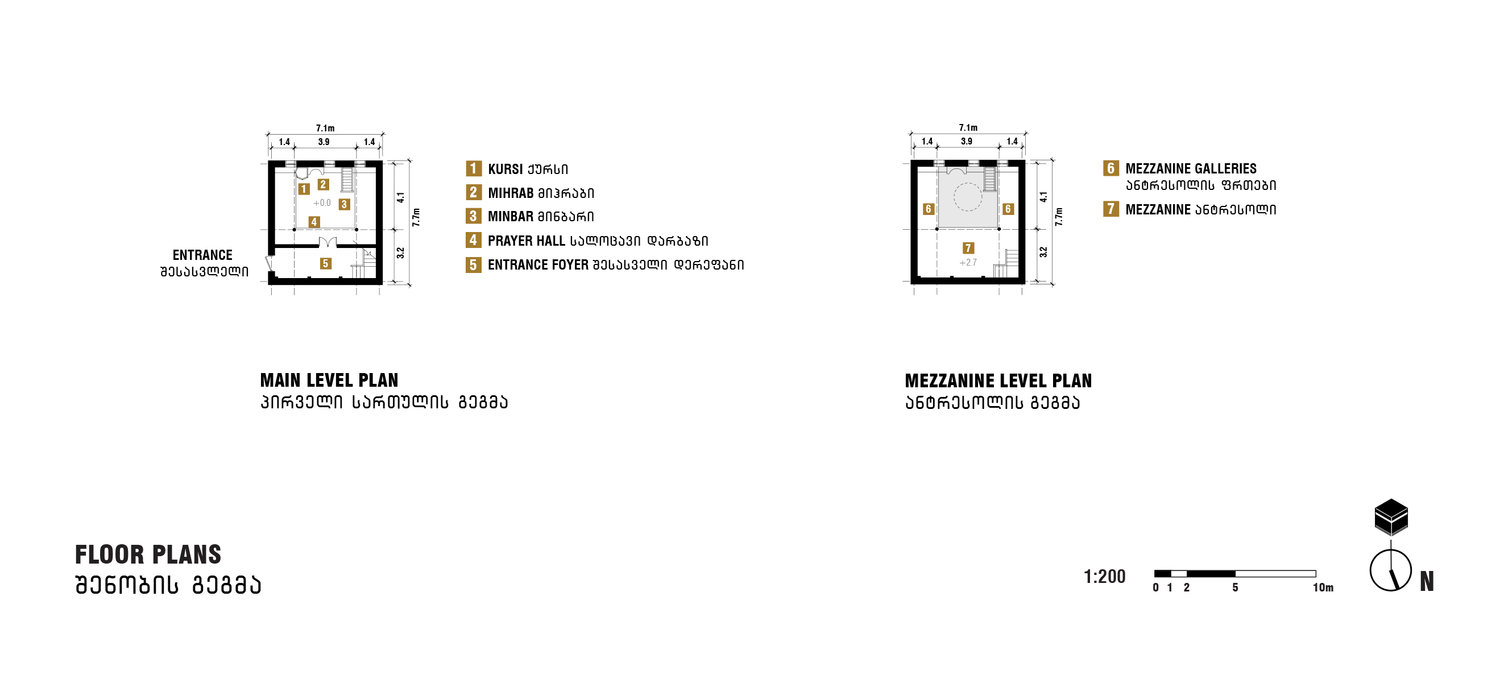 7.1m
1.4 3.9 1.4
1
2
3
+0.0
4
5
4.1
3.2
7.7m
ENTRANCE
შესასვლელი
1 KURSI ქურსი
2 MIHRAB მიჰრაბი
3 MINBAR მინბარი
4 PRAYER HALL სალოცავი დარბაზი
5 ENTRANCE FOYER შესასველი დერეფანი
MAIN LEVEL PLAN
პირველი სართულის გეგმა
7.1m
1.4 3.9 1.4
6
6
7
+2.7
4.1
3.2
7.7m
6 MEZZANINE GALLERIES
ანტრესოლის ფრთები
7 MEZZANINE ანტრესოლი
MEZZANINE LEVEL PLAN
ანტრესოლის გეგმა
FLOOR PLANS
შენობის გეგმა
1:200
0 1 2 5 10m
N